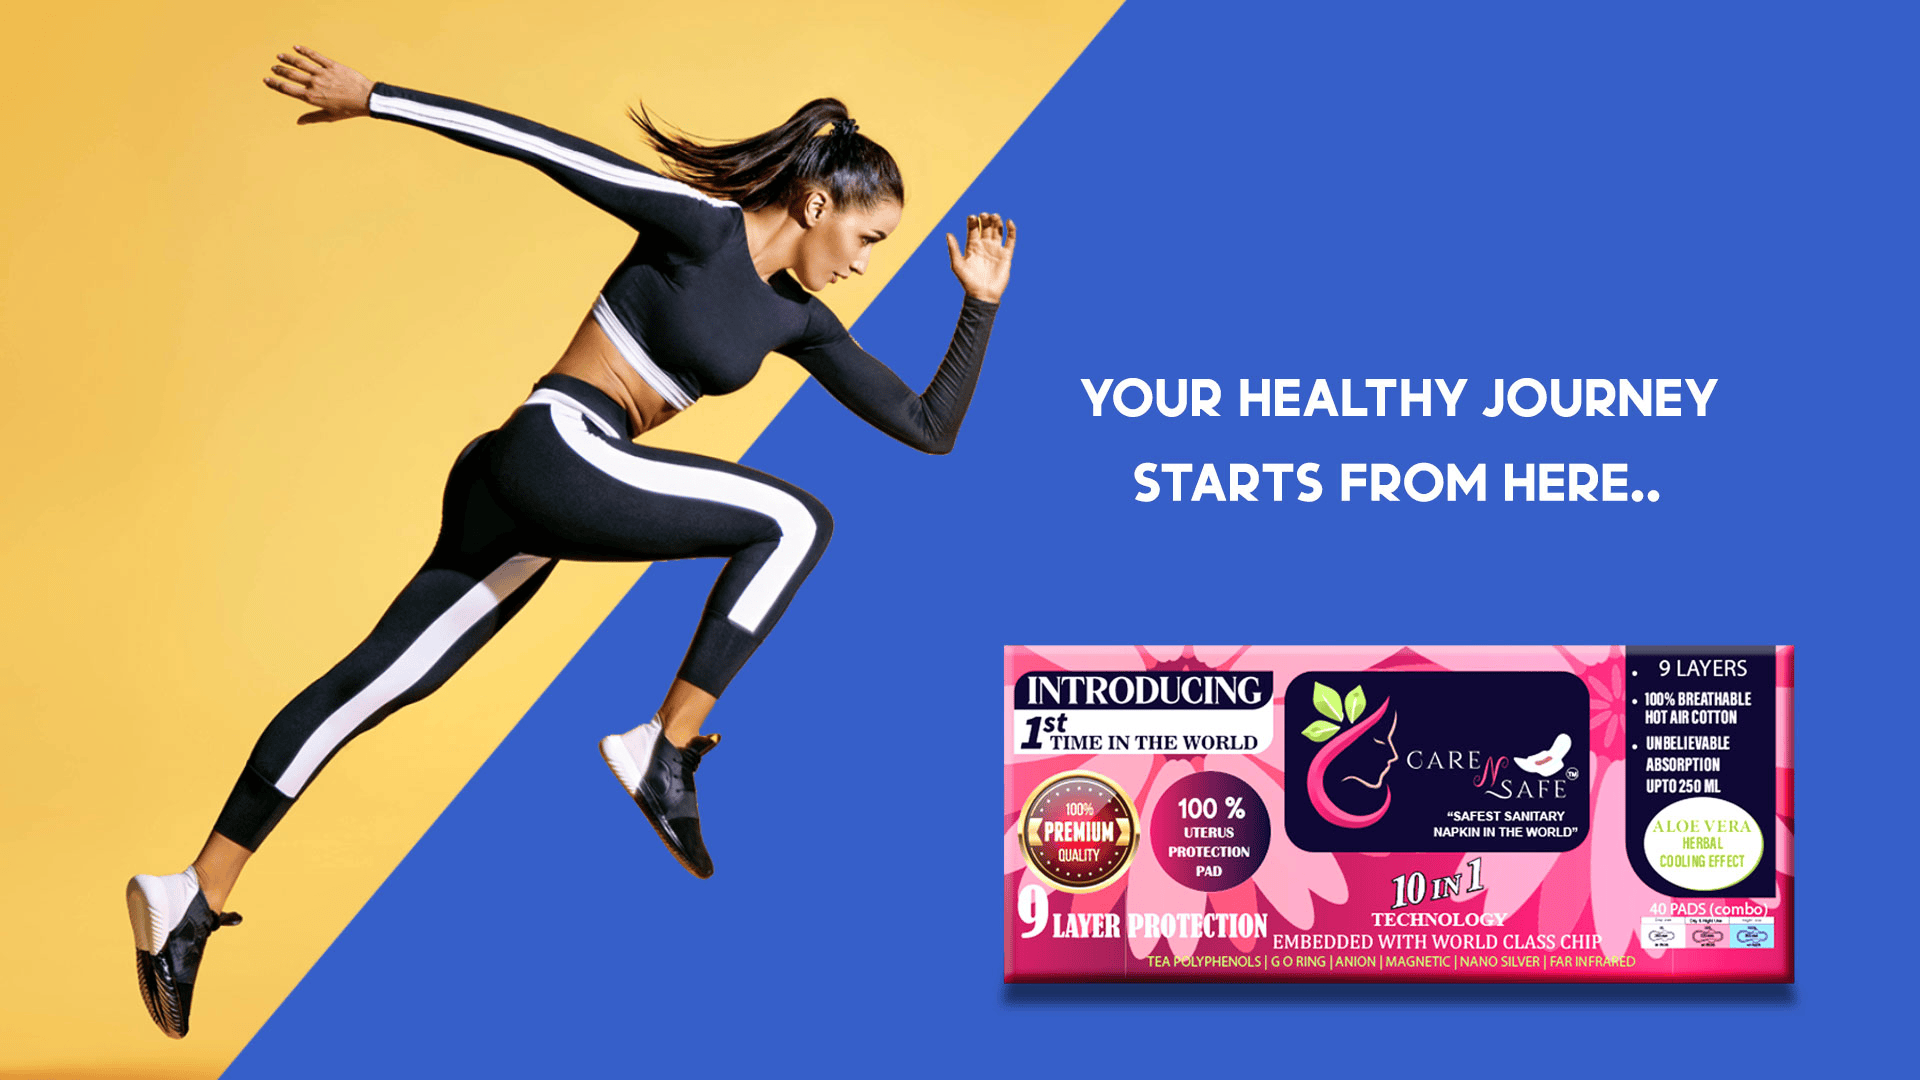 YOUR HEALTHY JOURNEY
STARTS FROM HERE..
INTRODUCING
1st
TIME IN THE WORLD
100%
PREMIUM
QUALITY
100 %
UTERUS
PROTECTION
PAD
9 LAYER PROTECTION
CARE N
SAFE TM
“SAFEST SANITARY
NAPKIN IN THE WORLD”
10 IN 1
TECHNOLOGY
EMBEDDED WITH WORLD CLASS CHIP
TEA POLYPHENOLS | G O RING | ANION | MAGNETIC | NANO SILVER | FAR INFRARED
• 9 LAYERS
• 100% BREATHABLE
HOT AIR COTTON
• UNBELIEVABLE
ABSORPTION
UPTO 250 ML
ALOE VERA
HERBAL
COOLING EFFECT
40 PADS (combo)